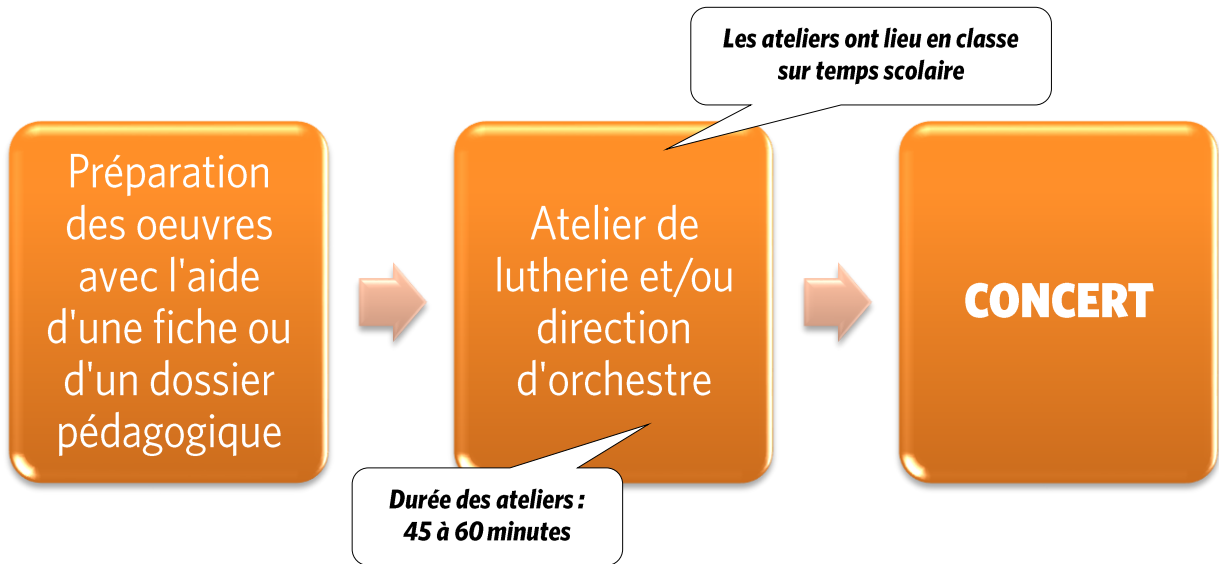 Les ateliers ont lieu en classe
sur temps scolaire
Préparation
des oeuvres
avec l'aide
d'une fiche ou
d'un dossier
pédagogique
Atelier de
lutherie et/ou
direction
d'orchestre
CONCERT
Durée des ateliers :
45 à 60 minutes